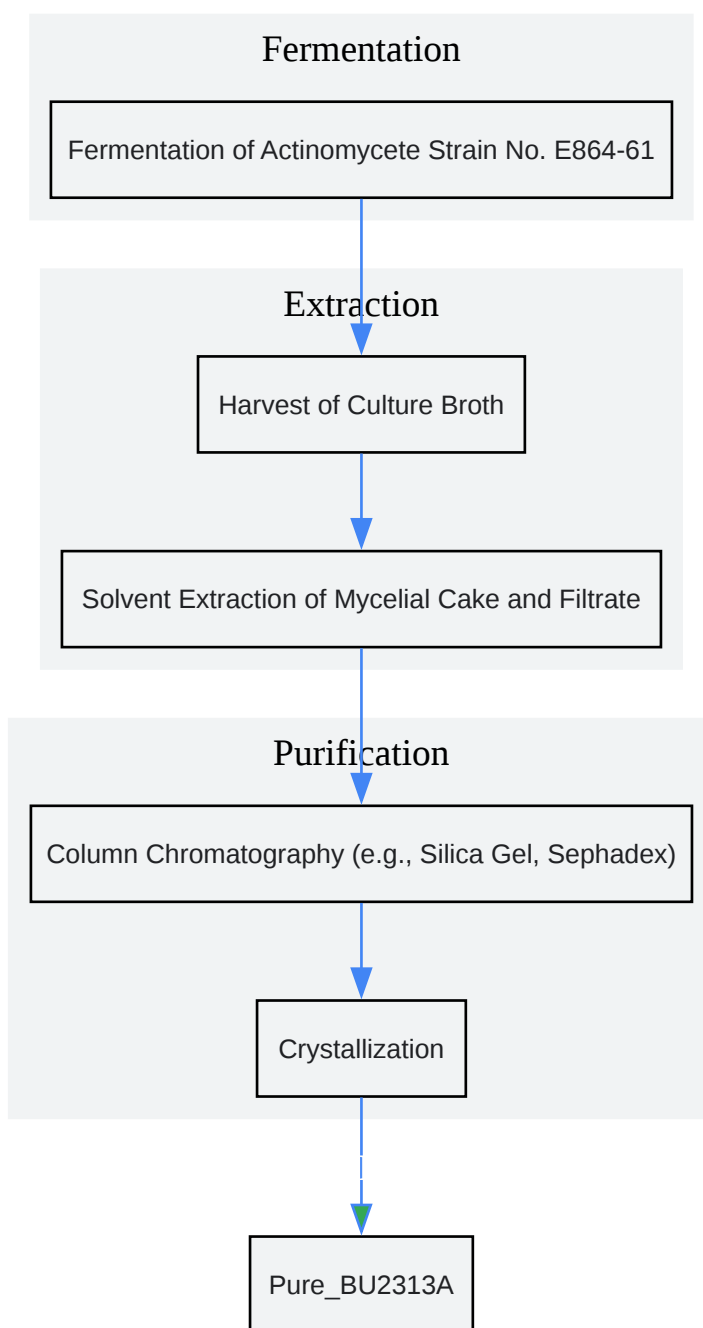 Fermentation
Fermentation of Actinomycete Strain No. E864-61
Extraction
Harvest of Culture Broth
Solvent Extraction of Mycelial Cake and Filtrate
Purification
Column Chromatography (e.g., Silica Gel, Sephadex)
Crystallization
Pure_BU2313A